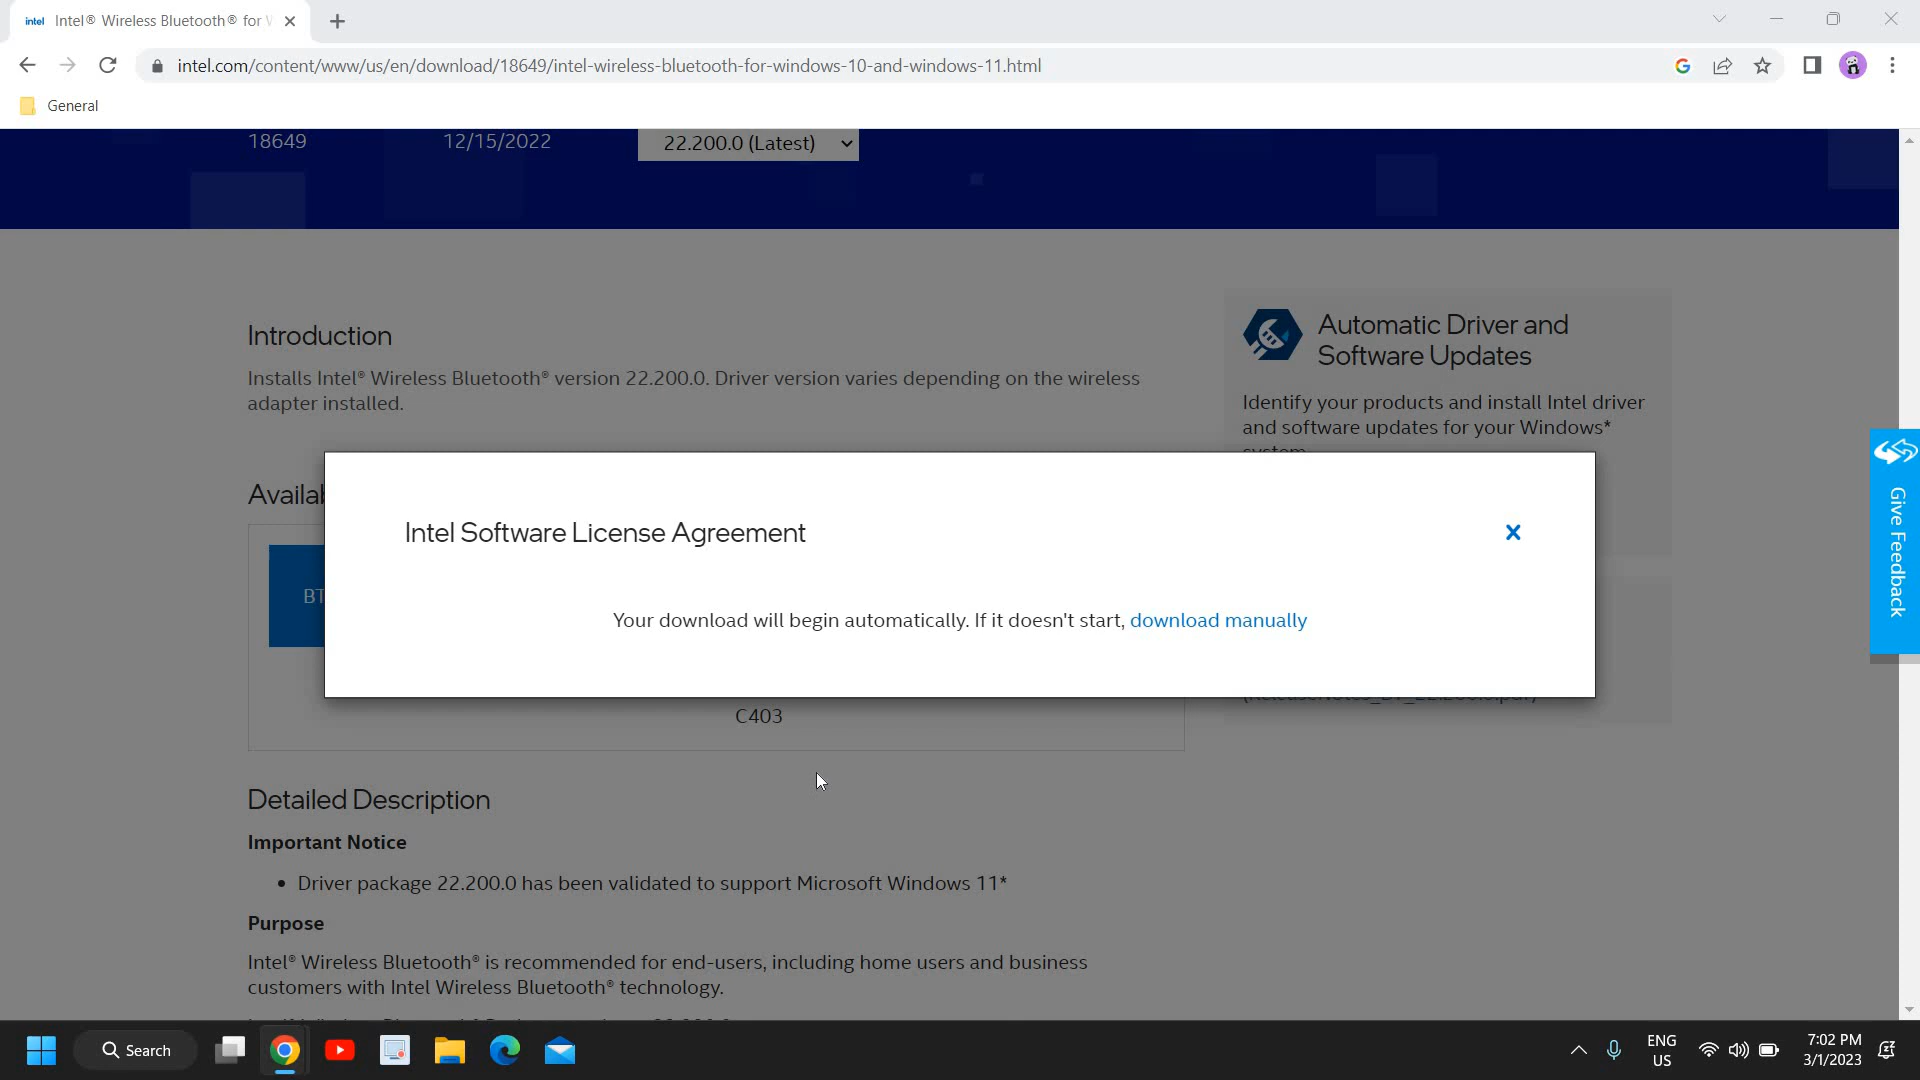 intel Intel® Wireless Bluetooth® for W
intel.com/content/www/us/en/download/18649/intel-wireless-bluetooth-for-windows-10-and-windows-11.html
General
18649 12/15/2022 22.200.0 (Latest)
Introduction
Installs Intel® Wireless Bluetooth® version 22.200.0. Driver version varies depending on the wireless
adapter installed.
Automatic Driver and
Software Updates
Identify your products and install Intel driver
and software updates for your Windows*
system.
Availab
BT
Intel Software License Agreement
Your download will begin automatically. If it doesn't start, download manually
C403
Give Feedback
Detailed Description
Important Notice
• Driver package 22.200.0 has been validated to support Microsoft Windows 11*
Purpose
Intel® Wireless Bluetooth® is recommended for end-users, including home users and business
customers with Intel Wireless Bluetooth® technology.
Search
ENG
US
7:02 PM
3/1/2023